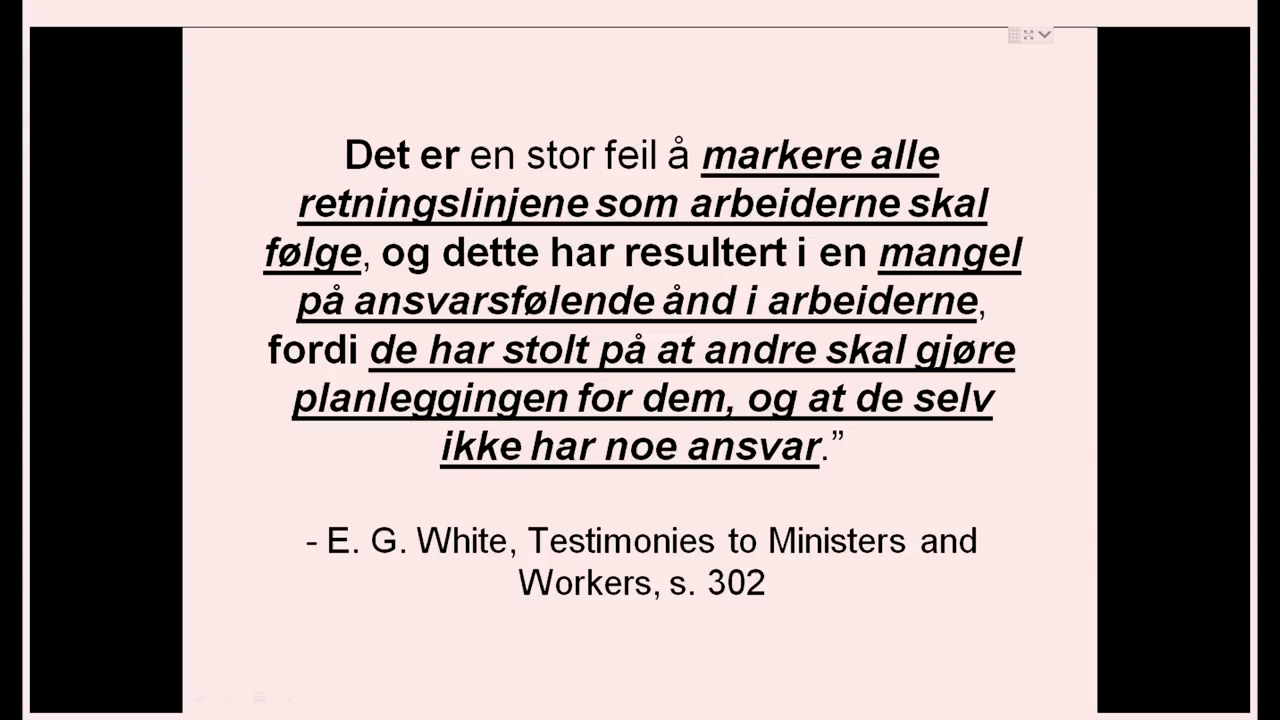 Det er en stor feil å markere alle
retningslinjene som arbeiderne skal
følge, og dette har resultert i en mangel
på ansvarsfølende ånd i arbeiderne,
fordi de har stolt på at andre skal gjøre
planleggingen for dem, og at de selv
ikke har noe ansvar.”
- E. G. White, Testimonies to Ministers and
Workers, s. 302